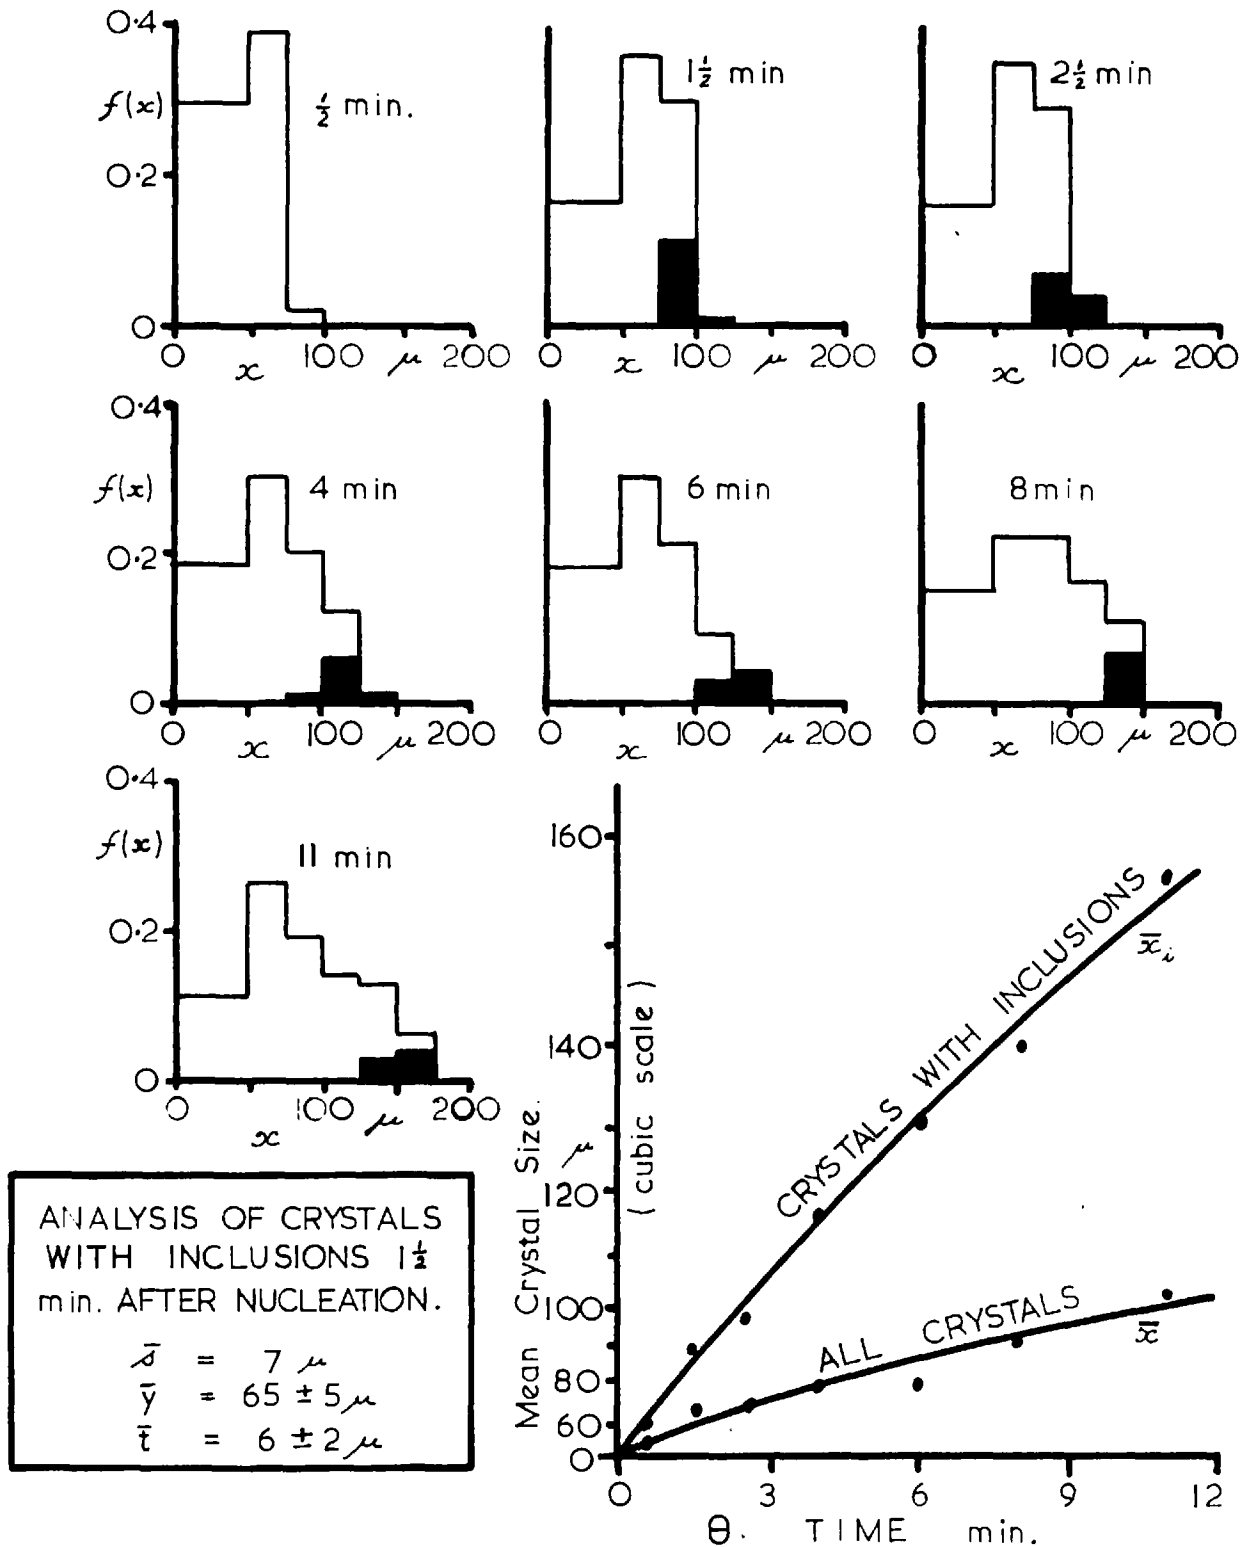 0·4
f(x)
0·2
0
½ min.
0 100 μ 200
x
1½ min
0 100 μ 200
x
2½ min
0 100 μ 200
x
0·4
f(x)
0·2
0
4 min
0 100 μ 200
x
6 min
0 100 μ 200
x
8 min
0 100 μ 200
x
0·4
f(x)
0·2
0
11 min
0 100 μ 200
x
ANALYSIS OF CRYSTALS
WITH INCLUSIONS 1½
min. AFTER NUCLEATION.
s̄ = 7 μ
ȳ = 65 ± 5 μ
t̄ = 6 ± 2 μ
160
140
120
100
80
60
0
Mean Crystal Size. μ
(cubic scale)
CRYSTALS WITH INCLUSIONS
x̄i
ALL CRYSTALS
x̄
0 3 6 9 12
θ. TIME min.